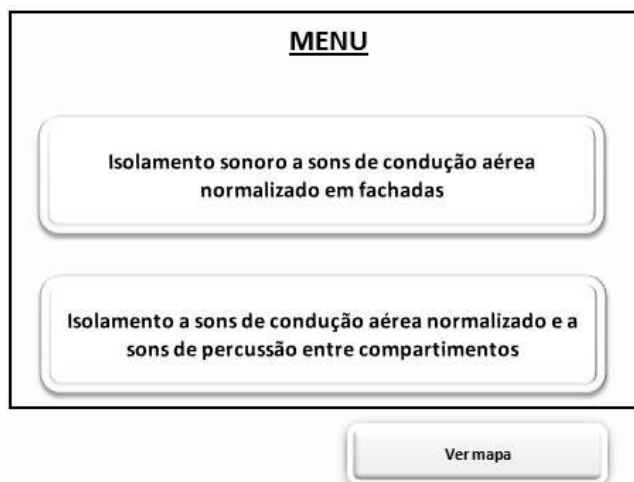 MENU
Isolamento sonoro a sons de condução aérea
normalizado em fachadas
Isolamento a sons de condução aérea normalizado e a
sons de percussão entre compartimentos
Ver mapa